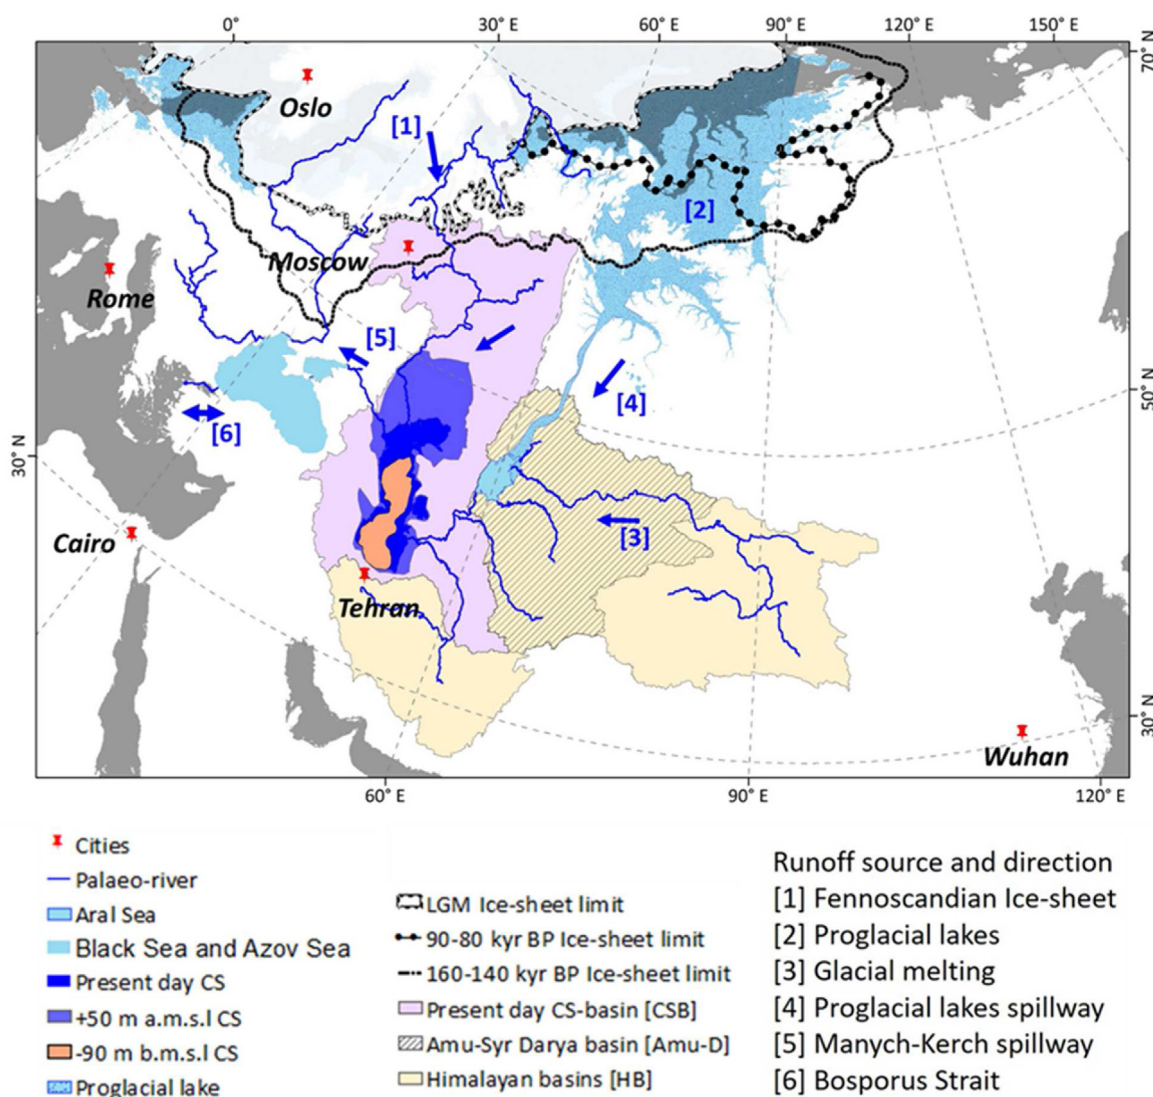 0°
30° E
60° E
90° E
120° E
150° E
70° N
Oslo
[1]
[2]
Moscow
Rome
[5]
[4]
50° N
[6]
30° N
[3]
Cairo
Tehran
30° N
Wuhan
60° E
90° E
120° E
Cities
Palaeo-river
Aral Sea
Black Sea and Azov Sea
Present day CS
+50 m a.m.s.l CS
-90 m b.m.s.l CS
Proglacial lake
LGM Ice-sheet limit
90-80 kyr BP Ice-sheet limit
160-140 kyr BP Ice-sheet limit
Present day CS-basin [CSB]
Amu-Syr Darya basin [Amu-D]
Himalayan basins [HB]
Runoff source and direction
[1] Fennoscandian Ice-sheet
[2] Proglacial lakes
[3] Glacial melting
[4] Proglacial lakes spillway
[5] Manych-Kerch spillway
[6] Bosporus Strait